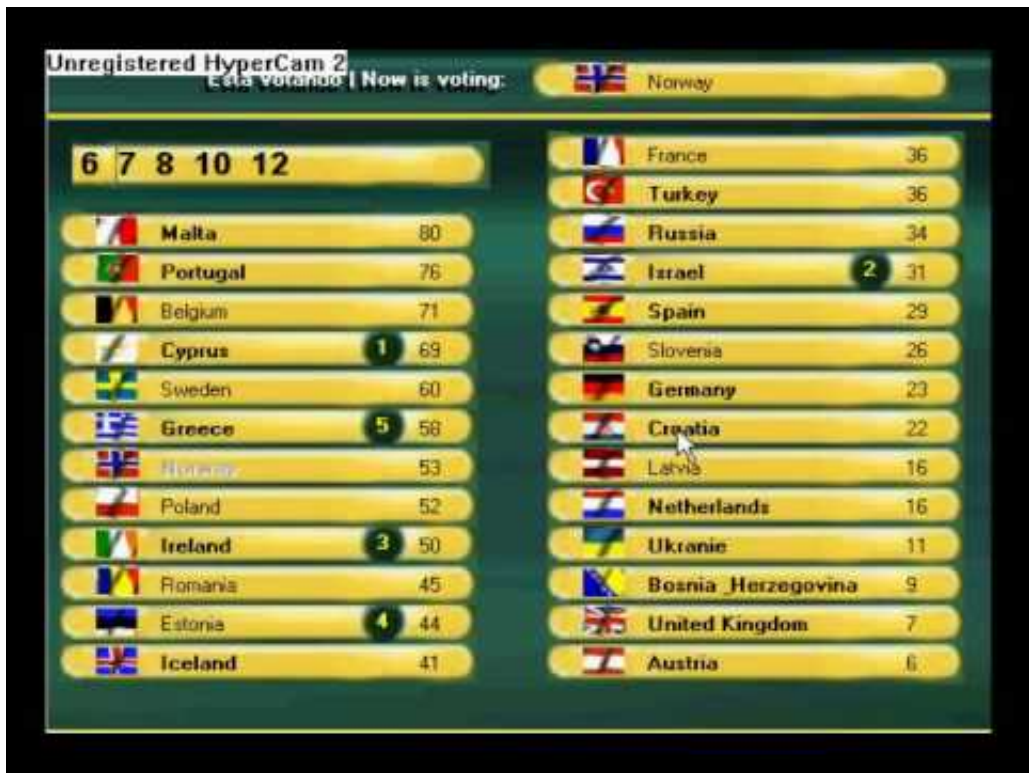 Unregistered HyperCam 2
Está votando | Now is voting: Norway
6 7 8 10 12
Malta 80
Portugal 76
Belgium 71
Cyprus 1 69
Sweden 60
Greece 5 58
Norway 53
Poland 52
Ireland 3 50
Romania 45
Estonia 4 44
Iceland 41
France 36
Turkey 36
Russia 34
Israel 2 31
Spain 29
Slovenia 26
Germany 23
Croatia 22
Latvia 16
Netherlands 16
Ukranie 11
Bosnia_Herzegovina 9
United Kingdom 7
Austria 6